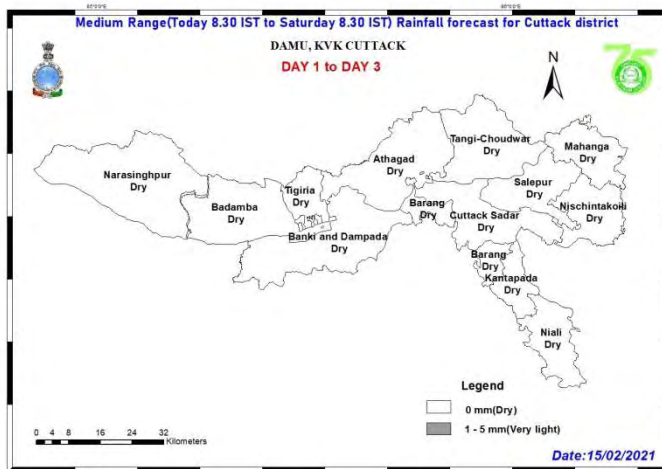 Medium Range(Today 8.30 IST to Saturday 8.30 IST) Rainfall forecast for Cuttack district
DAMU, KVK CUTTACK
DAY 1 to DAY 3
N
75
Narasinghpur
Dry
Badamba
Dry
Tigiria
Dry
Banki and Dampada
Dry
Athagad
Dry
Tangi-Choudwar
Dry
Mahanga
Dry
Salepur
Dry
Nischintakoili
Dry
Barang
Dry
Cuttack Sadar
Dry
Barang
Dry
Kantapada
Dry
Niali
Dry
Legend
0 mm(Dry)
1 - 5 mm(Very light)
0 4 8 16 24 32
Kilometers
Date:15/02/2021